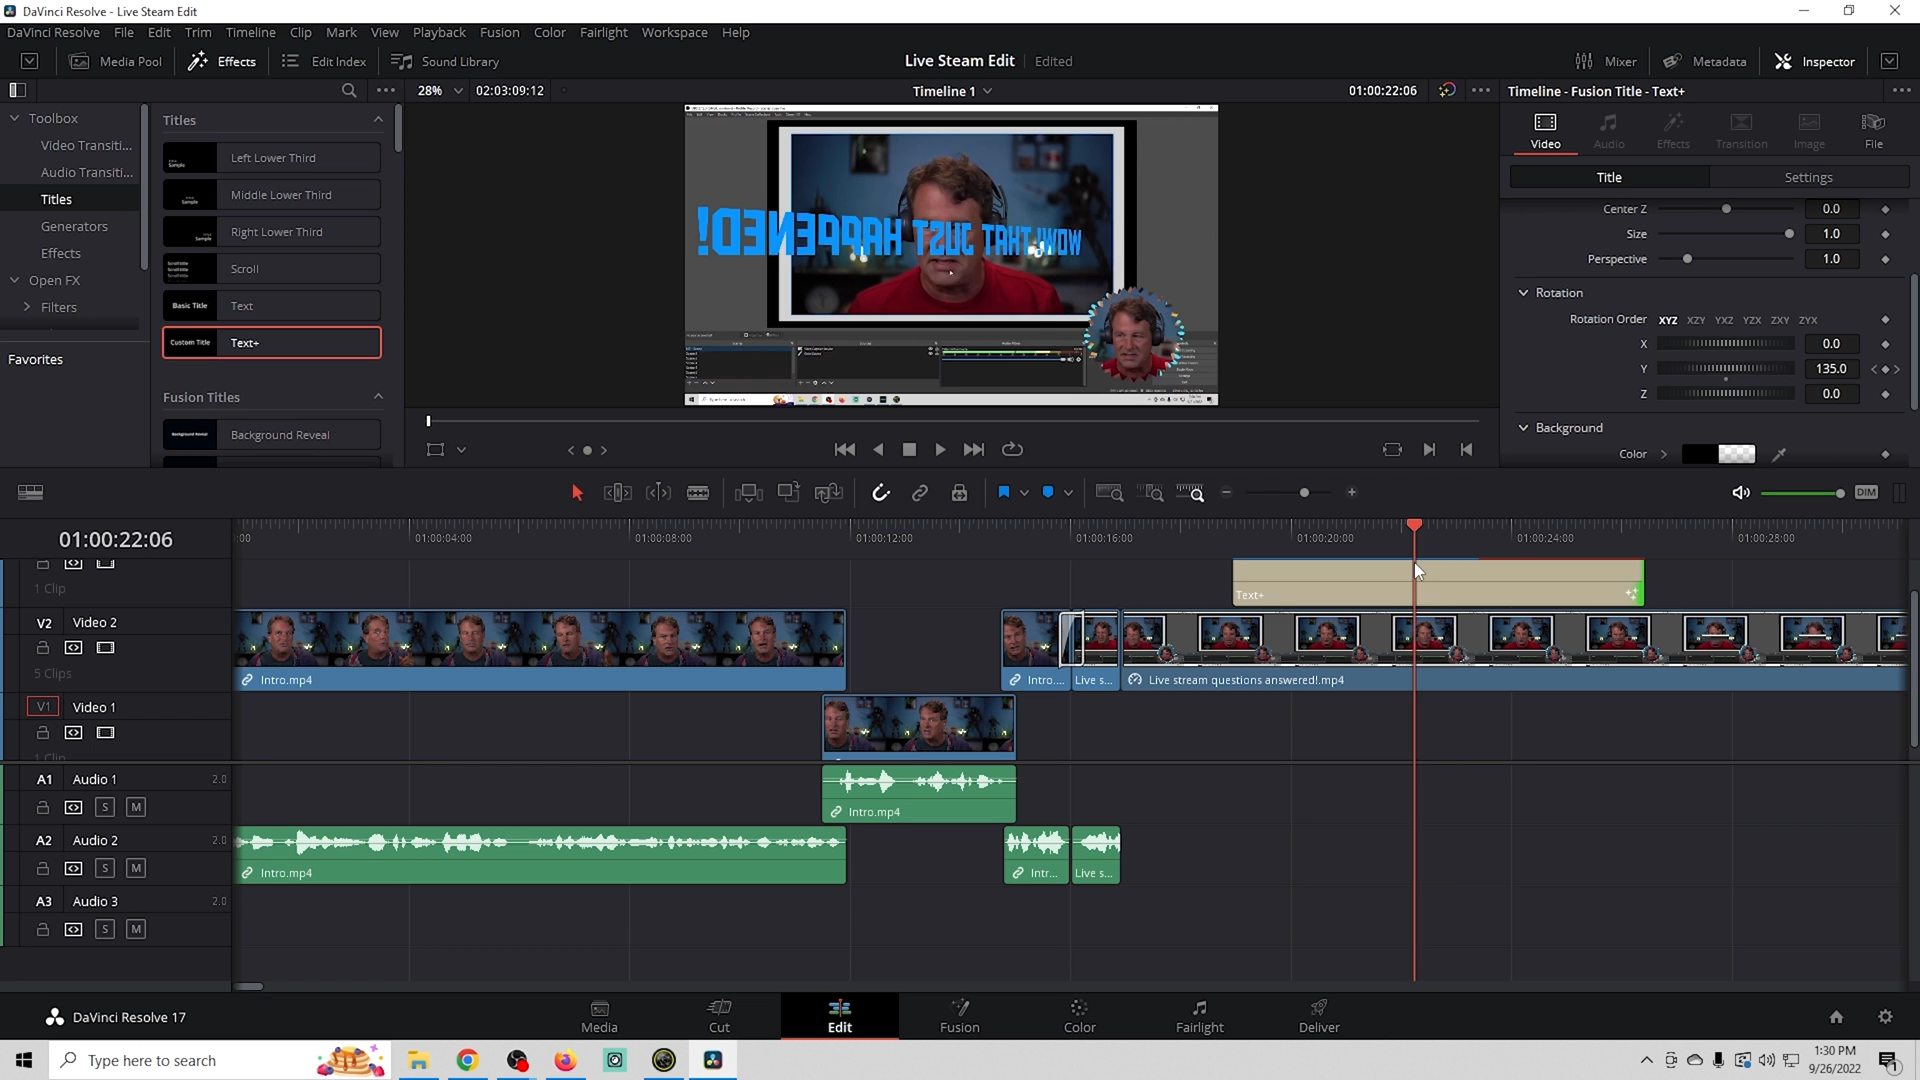 DaVinci Resolve - Live Steam Edit
DaVinci Resolve File Edit Trim Timeline Clip Mark View Playback Fusion Color Fairlight Workspace Help
Media Pool Effects Edit Index Sound Library
Live Steam Edit Edited
Mixer Metadata Inspector
28% 02:03:09:12 Timeline 1 01:00:22:06
Timeline - Fusion Title - Text+
Toolbox
Video Transiti...
Audio Transiti...
Titles
Generators
Effects
Open FX
Filters
Favorites
Titles
Left Lower Third
Middle Lower Third
Right Lower Third
Scroll
Basic Title Text
Custom Title Text+
Fusion Titles
Background Reveal
WOW! THAT JUST HAPPENED!
Video Audio Effects Transition Image File
Title Settings
Center Z 0.0
Size 1.0
Perspective 1.0
Rotation
Rotation Order XYZ XZY YXZ YZX ZXY ZYX
X 0.0
Y 135.0
Z 0.0
Background
Color
DIM
01:00:22:06
:00 01:00:04:00 01:00:08:00 01:00:12:00 01:00:16:00 01:00:20:00 01:00:24:00 01:00:28:00
1 Clip
Text+
V2 Video 2
5 Clips
Intro.mp4 Intro.... Live s... Live stream questions answered!.mp4
V1 Video 1
1 Clip
A1 Audio 1 2.0
S M
Intro.mp4
A2 Audio 2 2.0
S M
Intro.mp4 Intr... Live s...
A3 Audio 3 2.0
S M
DaVinci Resolve 17
Media Cut Edit Fusion Color Fairlight Deliver
Type here to search
1:30 PM
9/26/2022
1